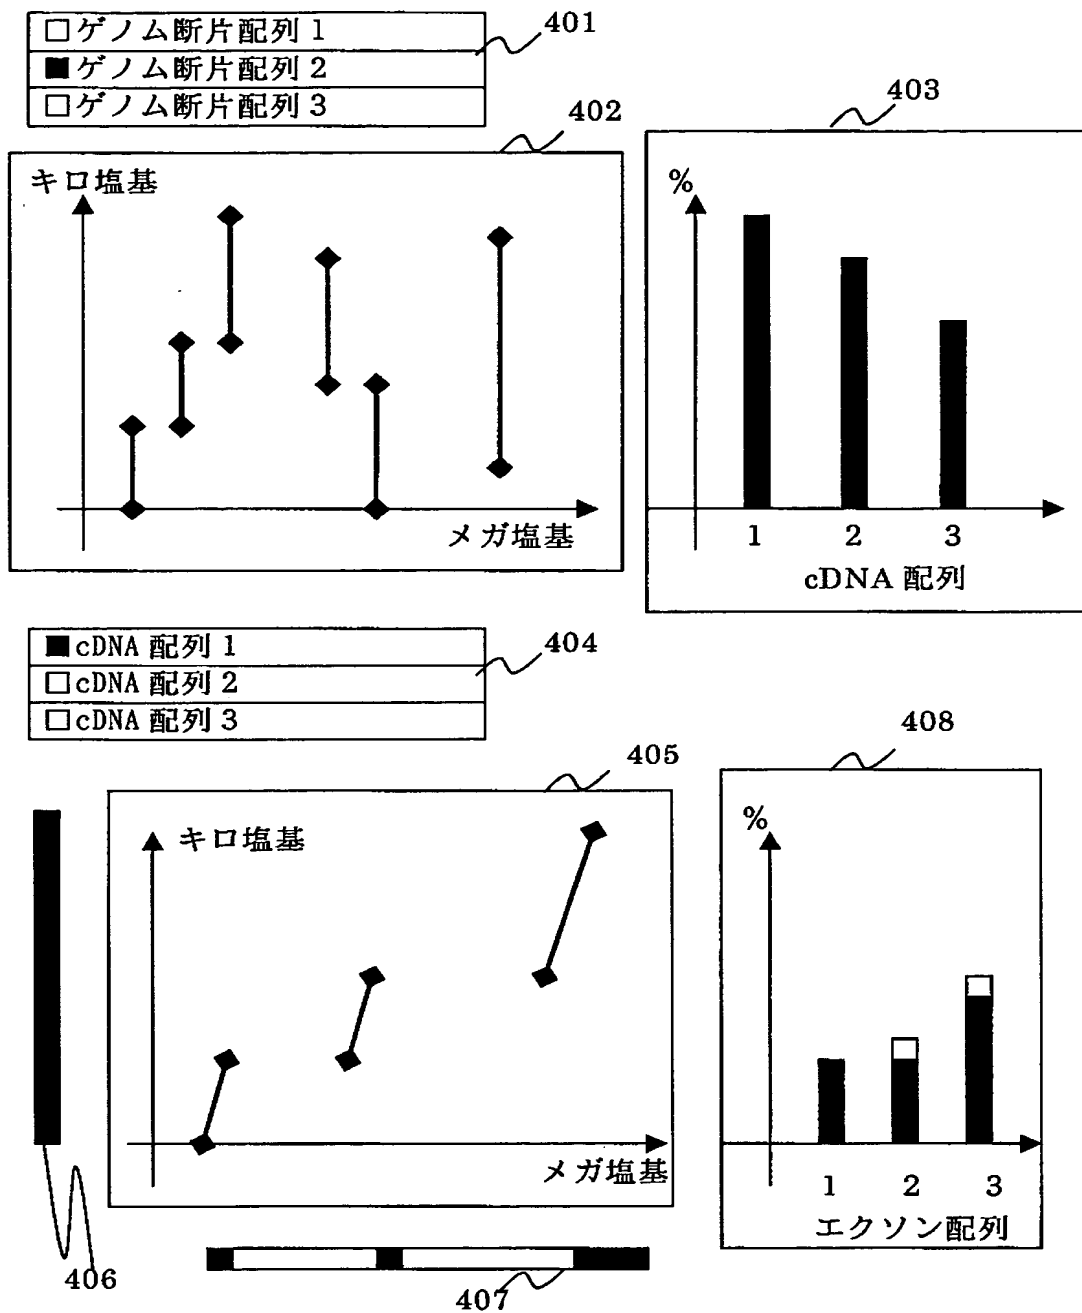 □ゲノム断片配列 1
401
■ゲノム断片配列 2
□ゲノム断片配列 3
402
403
キロ塩基
%
メガ塩基
1 2 3
cDNA 配列
■cDNA 配列 1
404
□cDNA 配列 2
□cDNA 配列 3
405
408
キロ塩基
%
メガ塩基
1 2 3
エクソン配列
406
407